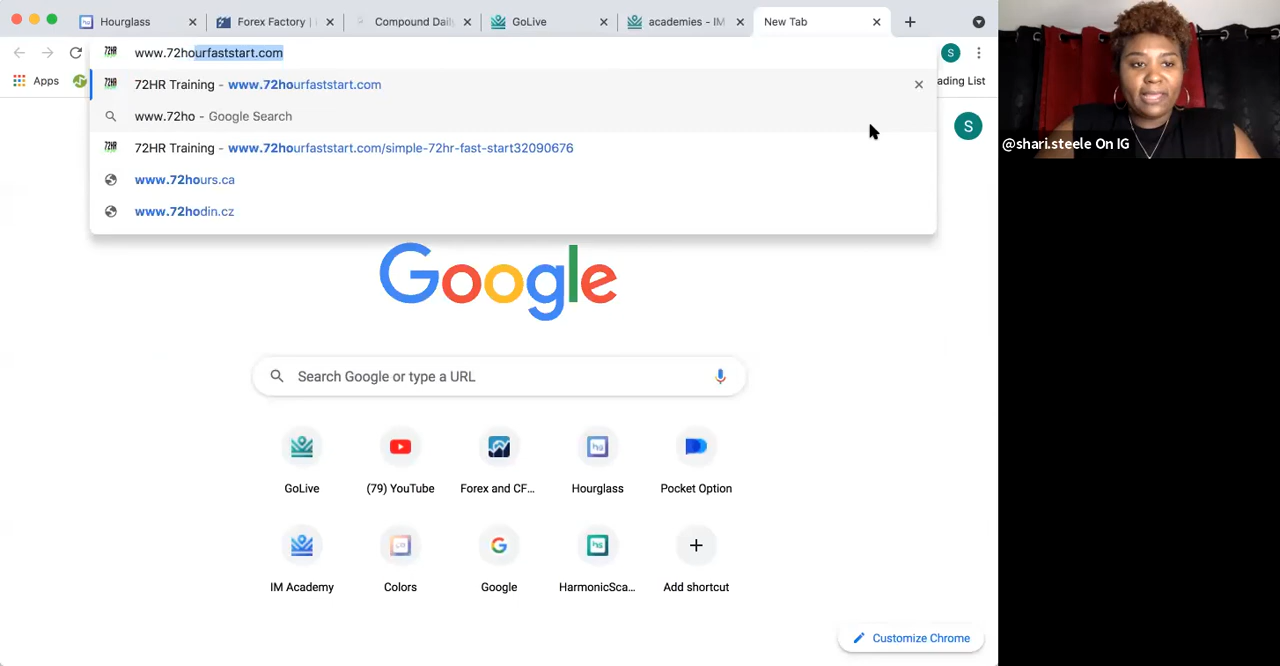 Hourglass
Forex Factory |
Compound Daily
GoLive
academies - IM
New Tab
www.72hourfaststart.com
S
Apps
ading List
72HR Training - www.72hourfaststart.com
www.72ho - Google Search
72HR Training - www.72hourfaststart.com/simple-72hr-fast-start32090676
www.72hours.ca
www.72hodin.cz
S
@shari.steele On IG
Google
Search Google or type a URL
GoLive
(79) YouTube
Forex and CF...
Hourglass
Pocket Option
IM Academy
Colors
Google
HarmonicSca...
Add shortcut
Customize Chrome